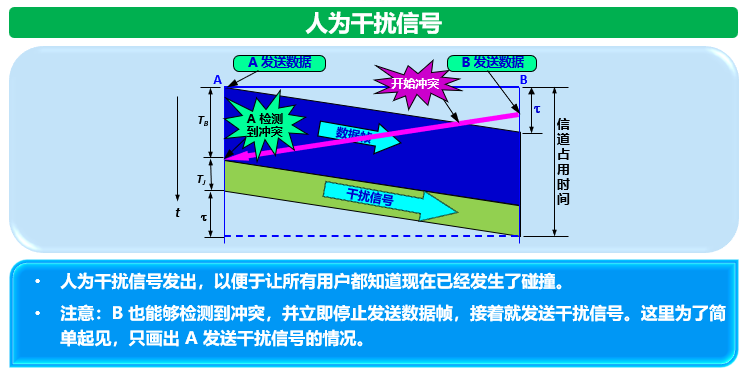 人为干扰信号
A 发送数据
B 发送数据
A
开始冲突
B
TB
A 检测
到冲突
数据帧
τ
信道占用时间
TJ
干扰信号
t
τ
• 人为干扰信号发出，以便于让所有用户都知道现在已经发生了碰撞。
• 注意：B 也能够检测到冲突，并立即停止发送数据帧，接着就发送干扰信号。这里为了简
单起见，只画出 A 发送干扰信号的情况。